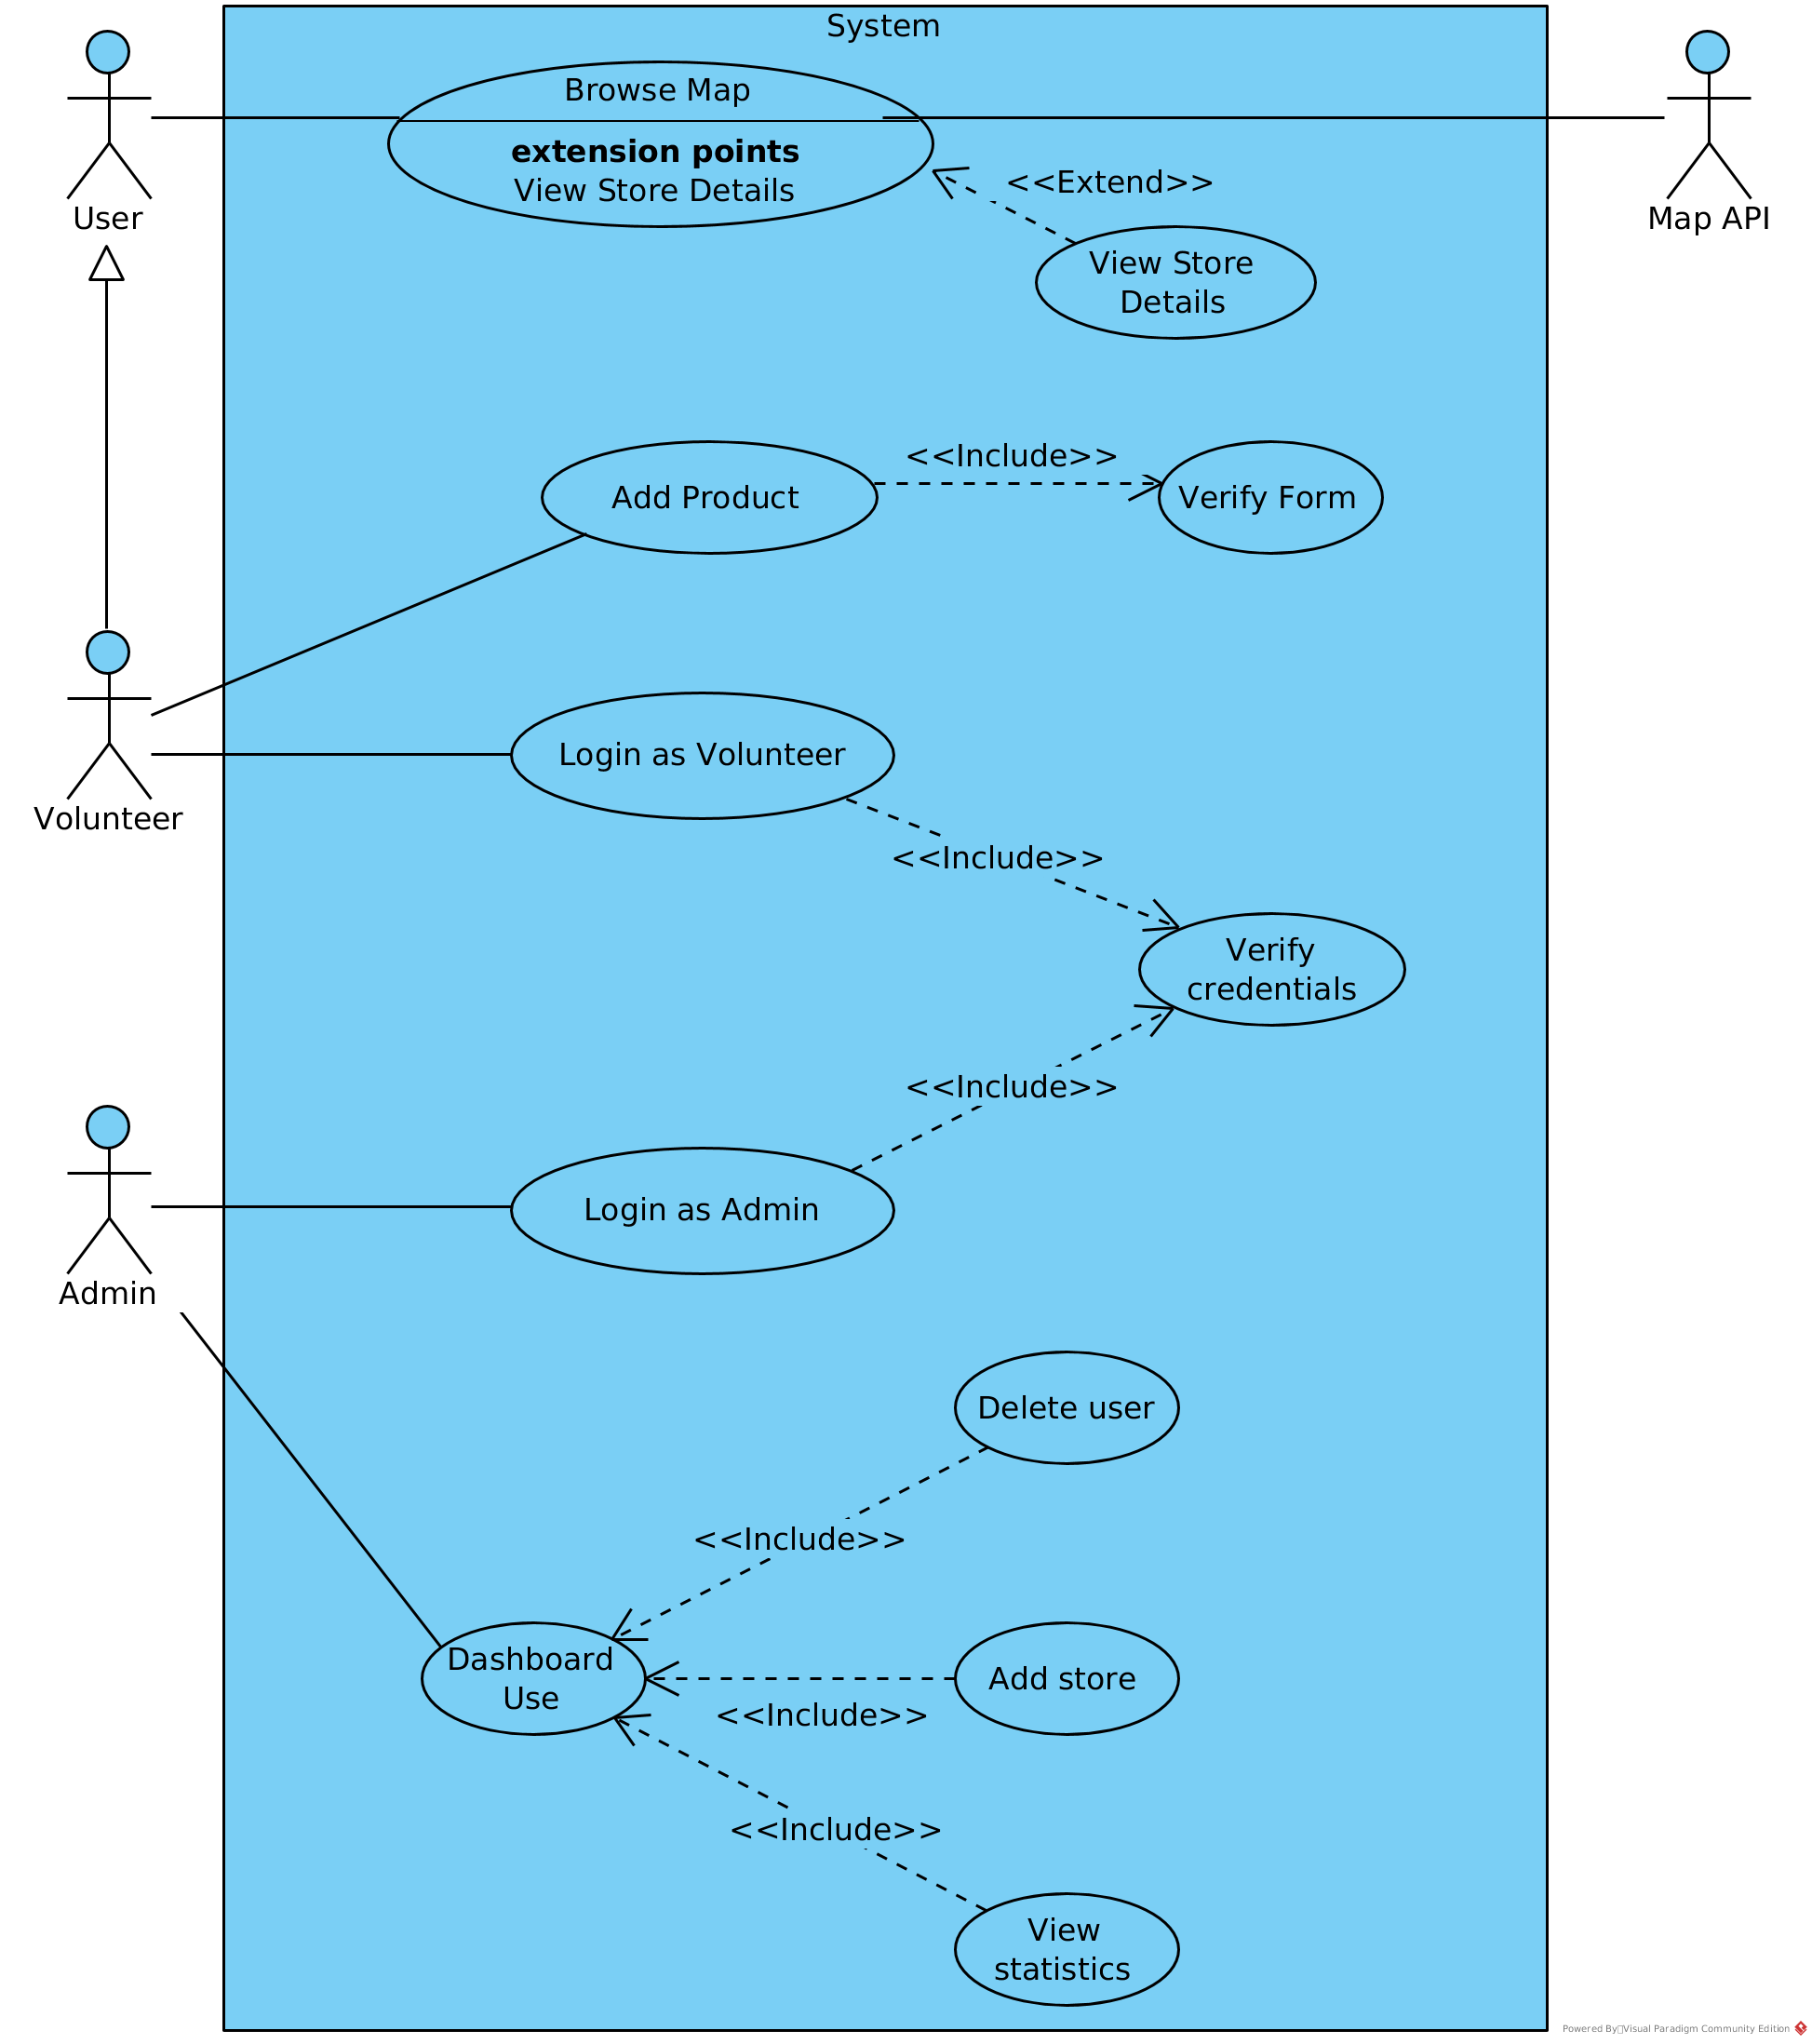 System
Browse Map
extension points
View Store Details
<<Extend>>
User
Map API
View Store
Details
<<Include>>
Add Product
Verify Form
Login as Volunteer
Volunteer
<<Include>>
Verify
credentials
<<Include>>
Login as Admin
Admin
Delete user
<<Include>>
Dashboard
Use
Add store
<<Include>>
<<Include>>
View
statistics
Powered By Visual Paradigm Community Edition